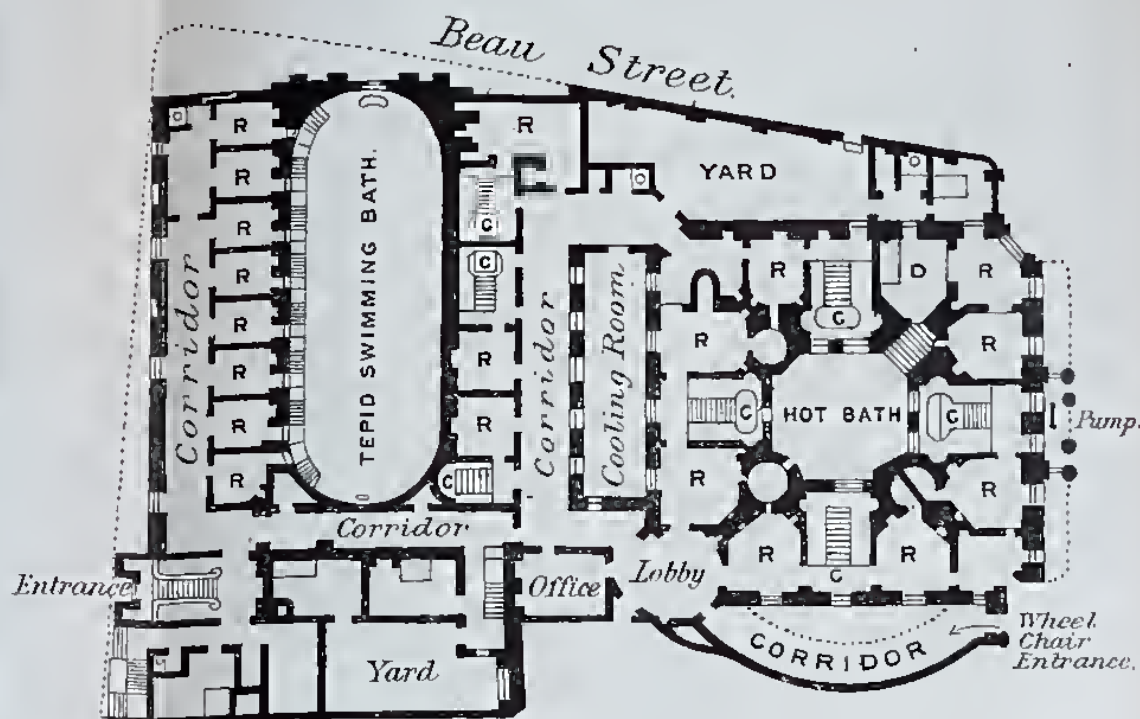 Beau Street.
R
R
R
R
R
R
R
R
Corridor
TEPID SWIMMING BATH.
R
C
C
R
R
C
Corridor
Cooling Room
YARD
R
C
D
R
R
R
C
HOT BATH
C
Pump.
R
R
R
C
R
Corridor
Entrance
Office
Lobby
Yard
CORRIDOR
Wheel
Chair
Entrance.